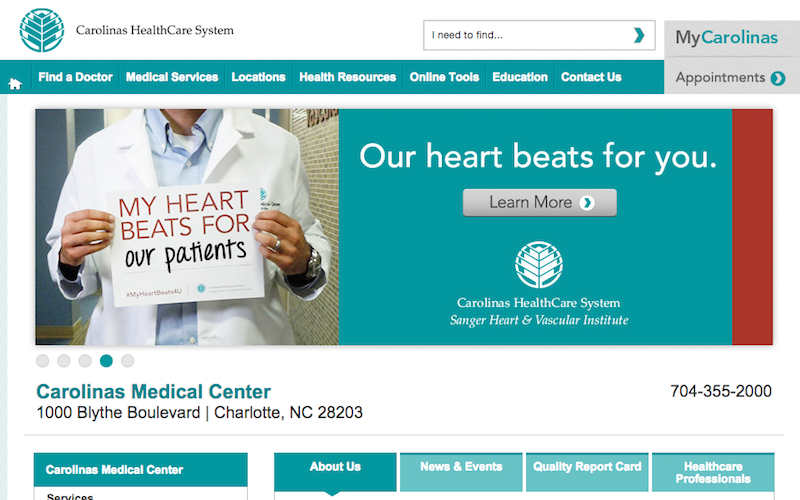 Carolinas HealthCare System
I need to find...
MyCarolinas
Appointments
Find a Doctor
Medical Services
Locations
Health Resources
Online Tools
Education
Contact Us
MY HEART
BEATS FOR
our patients
#MyHeartBeats4U
Our heart beats for you.
Learn More
Carolinas HealthCare System
Sanger Heart & Vascular Institute
Carolinas Medical Center
1000 Blythe Boulevard | Charlotte, NC 28203
704-355-2000
Carolinas Medical Center
Services
About Us
News & Events
Quality Report Card
Healthcare
Professionals